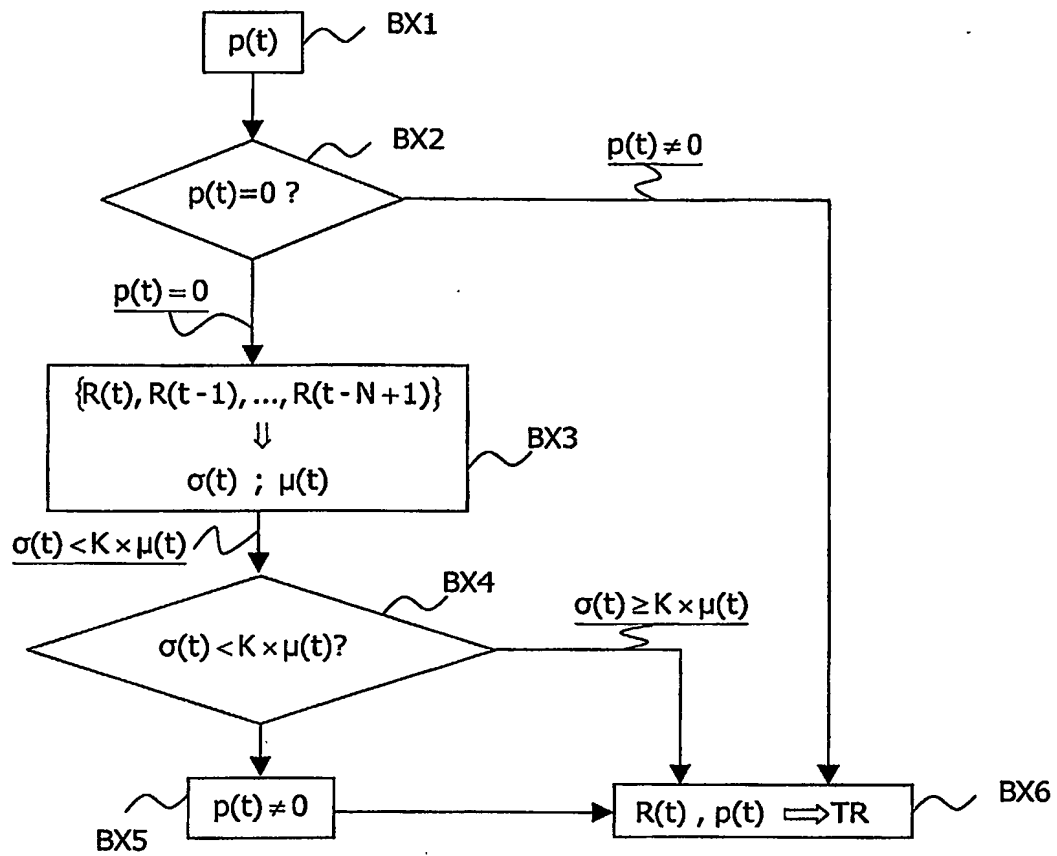 p(t)
BX1
BX2
p(t)=0 ?
p(t)≠0
p(t)=0
{R(t),R(t-1),...,R(t-N+1)}
⇓
σ(t) ; μ(t)
BX3
σ(t)<K×μ(t)
BX4
σ(t)<K×μ(t)?
σ(t)≥K×μ(t)
p(t)≠0
BX5
R(t) , p(t) ⟹TR
BX6